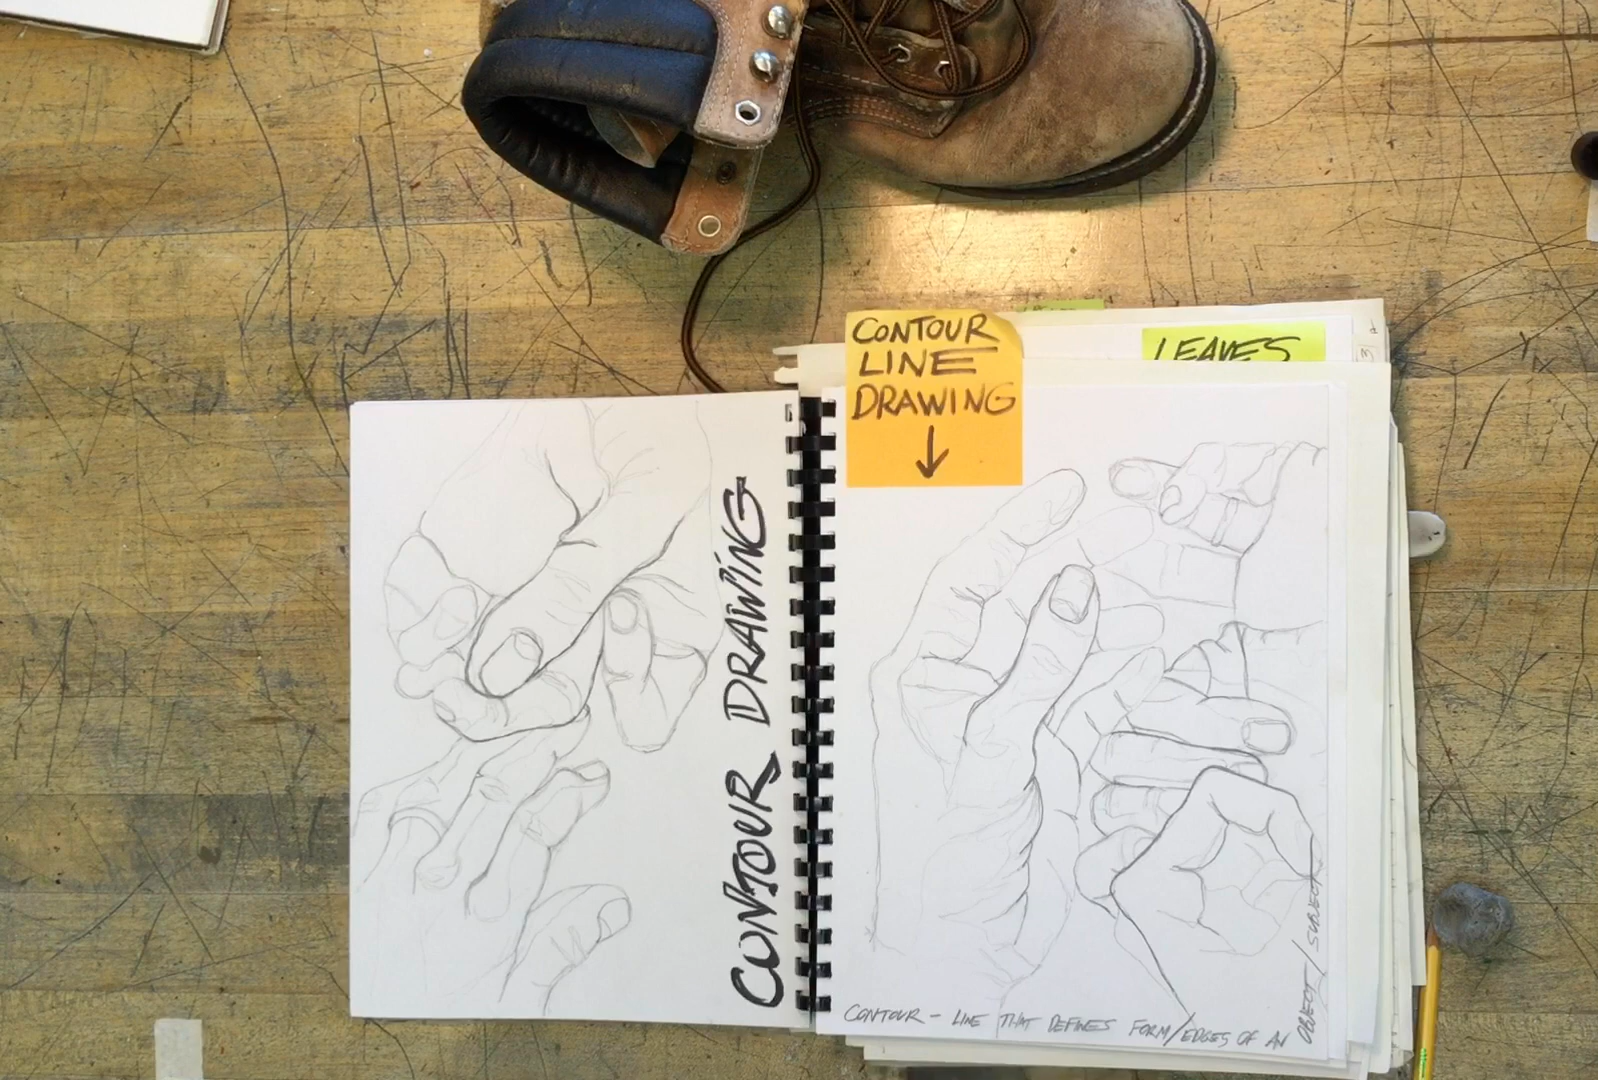 CONTOUR
LINE
DRAWING
LEAVES
CONTOUR DRAWING
CONTOUR - LINE THAT DEFINES FORM/EDGES OF AN OBJECT/SUBJECT